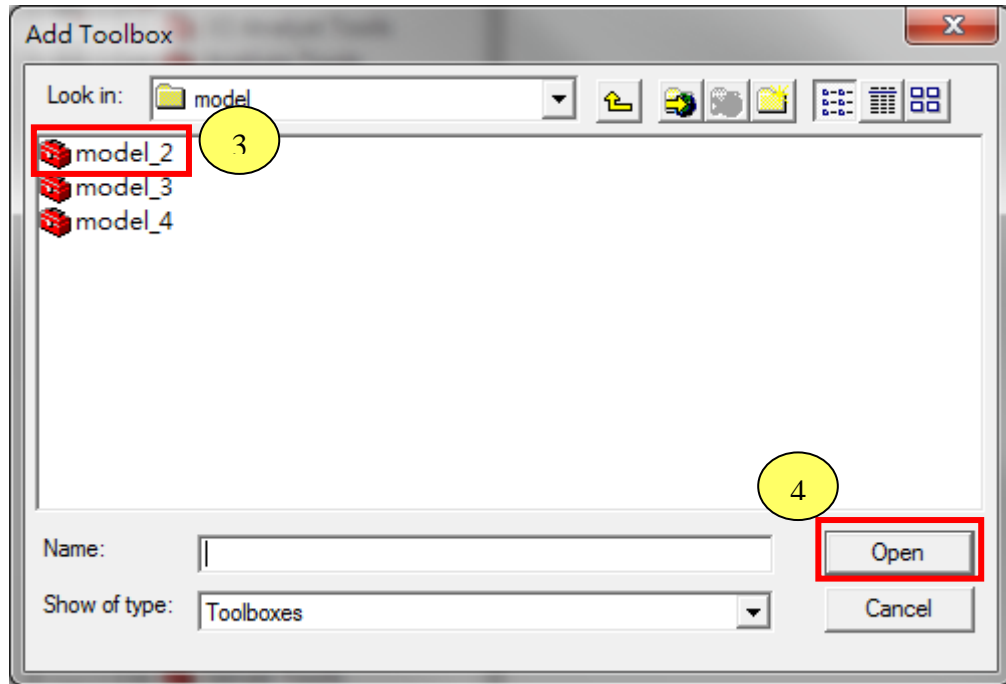 Add Toolbox
Look in: model
3
model_2
model_3
model_4
4
Name: Open
Show of type: Toolboxes Cancel